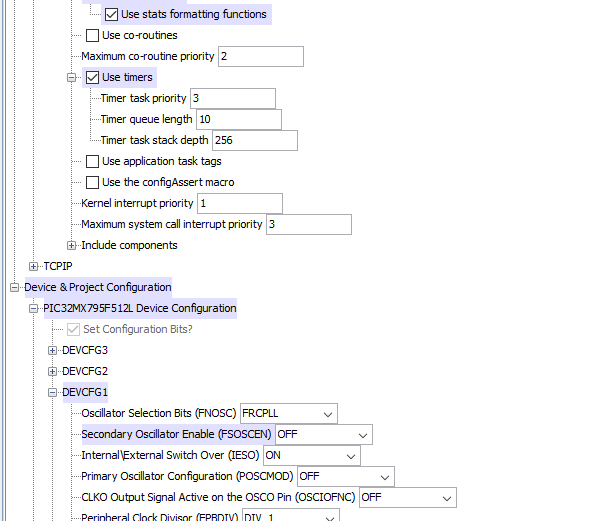 Use stats formatting functions
Use co-routines
Maximum co-routine priority 2
Use timers
Timer task priority 3
Timer queue length 10
Timer task stack depth 256
Use application task tags
Use the configAssert macro
Kernel interrupt priority 1
Maximum system call interrupt priority 3
Include components
TCPIP
Device & Project Configuration
PIC32MX795F512L Device Configuration
Set Configuration Bits?
DEVCFG3
DEVCFG2
DEVCFG1
Oscillator Selection Bits (FNOSC) FRCPLL
Secondary Oscillator Enable (FSOSCEN) OFF
Internal\External Switch Over (IESO) ON
Primary Oscillator Configuration (POSCMOD) OFF
CLKO Output Signal Active on the OSCO Pin (OSCIOFNC) OFF
Peripheral Clock Divisor (FPBDIV) DIV_1